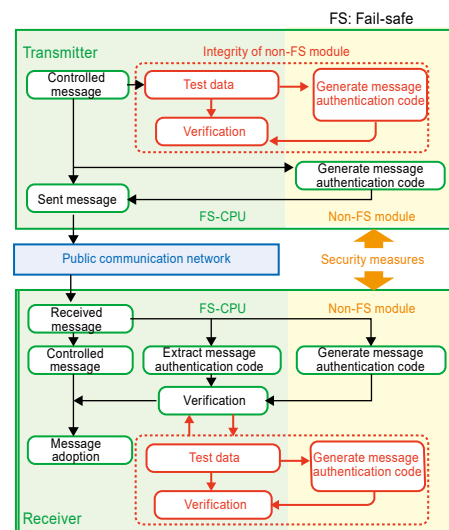 FS: Fail-safe
Transmitter
Integrity of non-FS module
Controlled
message
Test data
Generate message
authentication code
Verification
Generate message
authentication code
Sent message
FS-CPU
Non-FS module
Public communication network
Security measures
FS-CPU
Non-FS module
Received
message
Controlled
message
Extract message
authentication code
Generate message
authentication code
Verification
Message
adoption
Test data
Generate message
authentication code
Verification
Receiver